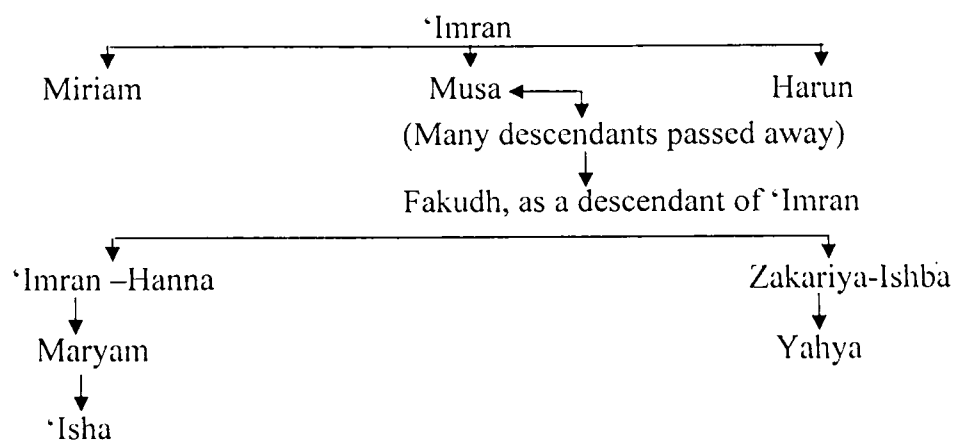 ‘Imran
Miriam Musa Harun
(Many descendants passed away)
Fakudh, as a descendant of ‘Imran
‘Imran –Hanna Zakariya-Ishba
Maryam Yahya
‘Isha